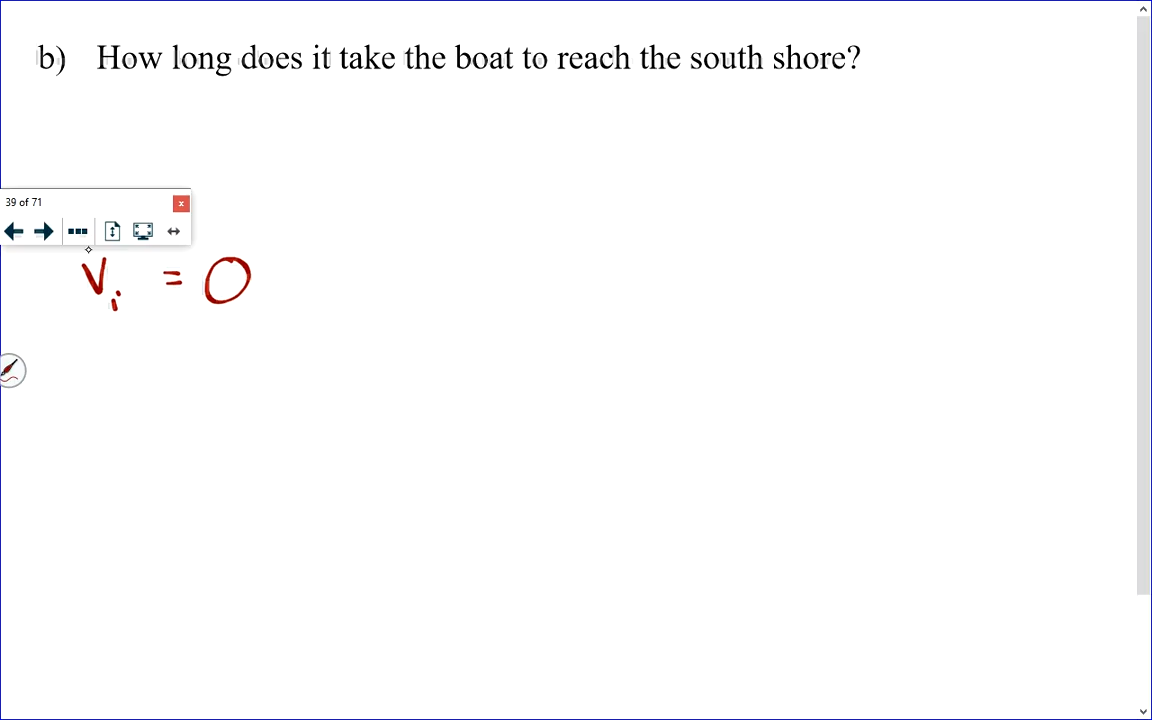 b) How long does it take the boat to reach the south shore?
39 of 71
x
Vi = 0